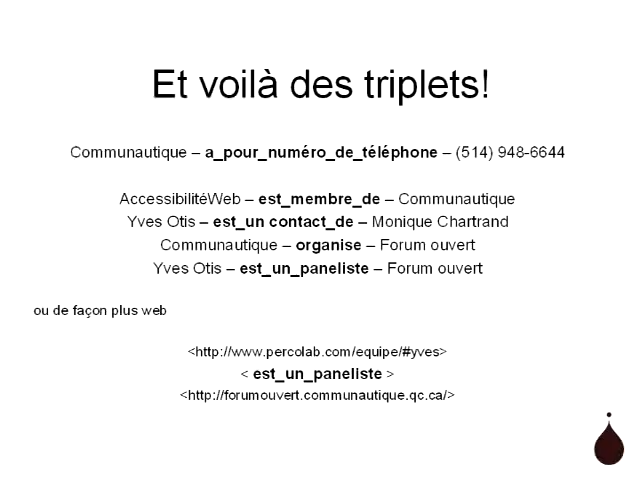 Et voilà des triplets!
Communautique – a_pour_numéro_de_téléphone – (514) 948-6644
AccessibilitéWeb – est_membre_de – Communautique
Yves Otis – est_un contact_de – Monique Chartrand
Communautique – organise – Forum ouvert
Yves Otis – est_un_paneliste – Forum ouvert
ou de façon plus web
<http://www.percolab.com/equipe/#yves>
< est_un_paneliste >
<http://forumouvert.communautique.qc.ca/>